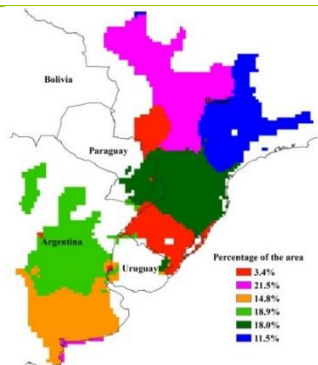 Bolivia
Brazil
Paraguay
Argentina
Uruguay
Percentage of the area
3.4%
21.5%
14.8%
18.9%
18.0%
11.5%